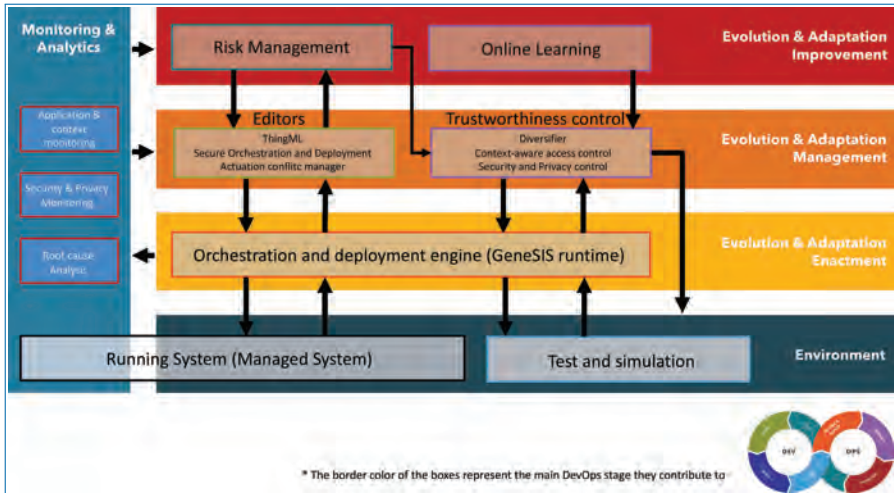 Monitoring &
Analytics
Application &
context
monitoring
Security & Privacy
Monitoring
Root cause
Analysis
Risk Management
Online Learning
Evolution & Adaptation
Improvement
Editors
ThingML
Secure Orchestration and Deployment
Actuation conflitc manager
Trustworthiness control
Diversifier
Context-aware access control
Security and Privacy control
Evolution & Adaptation
Management
Orchestration and deployment engine (GeneSIS runtime)
Evolution & Adaptation
Enactment
Running System (Managed System)
Test and simulation
Environment
* The border color of the boxes represent the main DevOps stage they contribute to
DEV
OPS